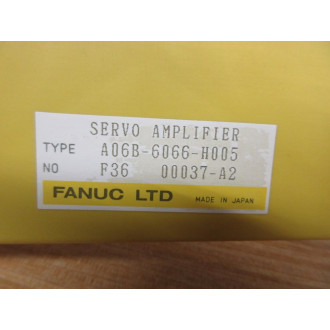 SERVO AMPLIFIER
TYPE A06B-6066-H005
NO F36 00037-A2
FANUC LTD MADE IN JAPAN